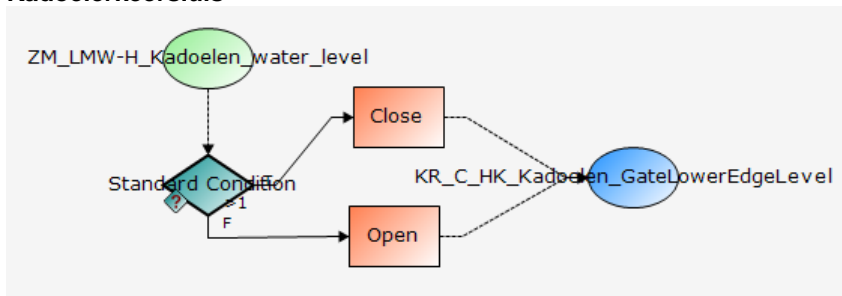 ZM_LMW-H_Kadoelen_water_level
Close
Standard Condition
?
>1
F
KR_C_HK_Kadoelen_GateLowerEdgeLevel
Open